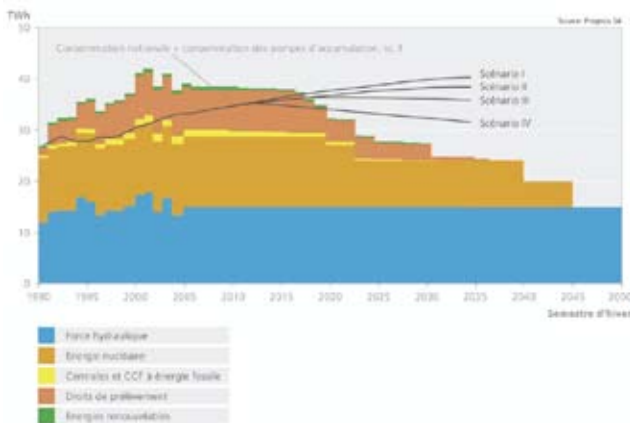 TWh
50
Source: Prognos SA
Consommation nationale + consommation des pompes d'accumulation, sc. I
40
Scénario I
Scénario II
Scénario III
Scénario IV
30
20
10
0
1990 1995 2000 2005 2010 2015 2020 2025 2030 2035 2040 2045 2050
Semestre d'hiver
Force hydraulique
Energie nucléaire
Centrales et CCF à énergie fossile
Droits de prélèvement
Energies renouvelables